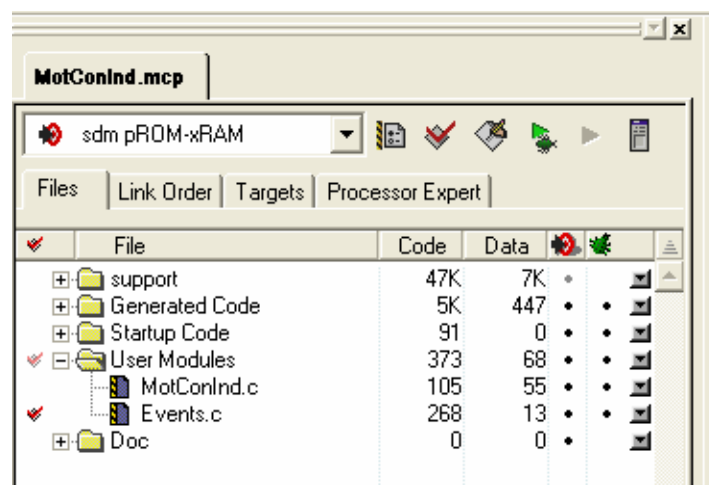 MotConInd.mcp
sdm pROM-xRAM
Files Link Order Targets Processor Expert
File Code Data
support 47K 7K
Generated Code 5K 447
Startup Code 91 0
User Modules 373 68
MotConInd.c 105 55
Events.c 268 13
Doc 0 0